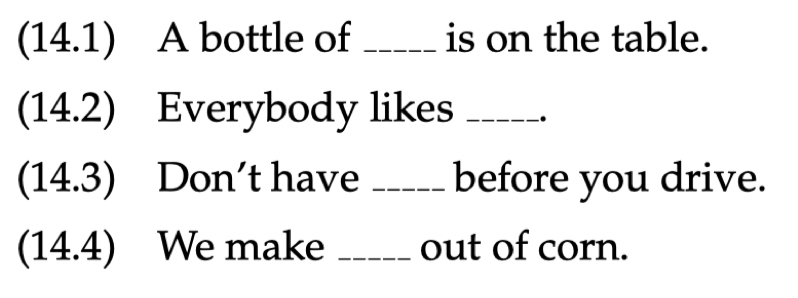 (14.1) A bottle of _____ is on the table.
(14.2) Everybody likes _____.
(14.3) Don't have _____ before you drive.
(14.4) We make _____ out of corn.